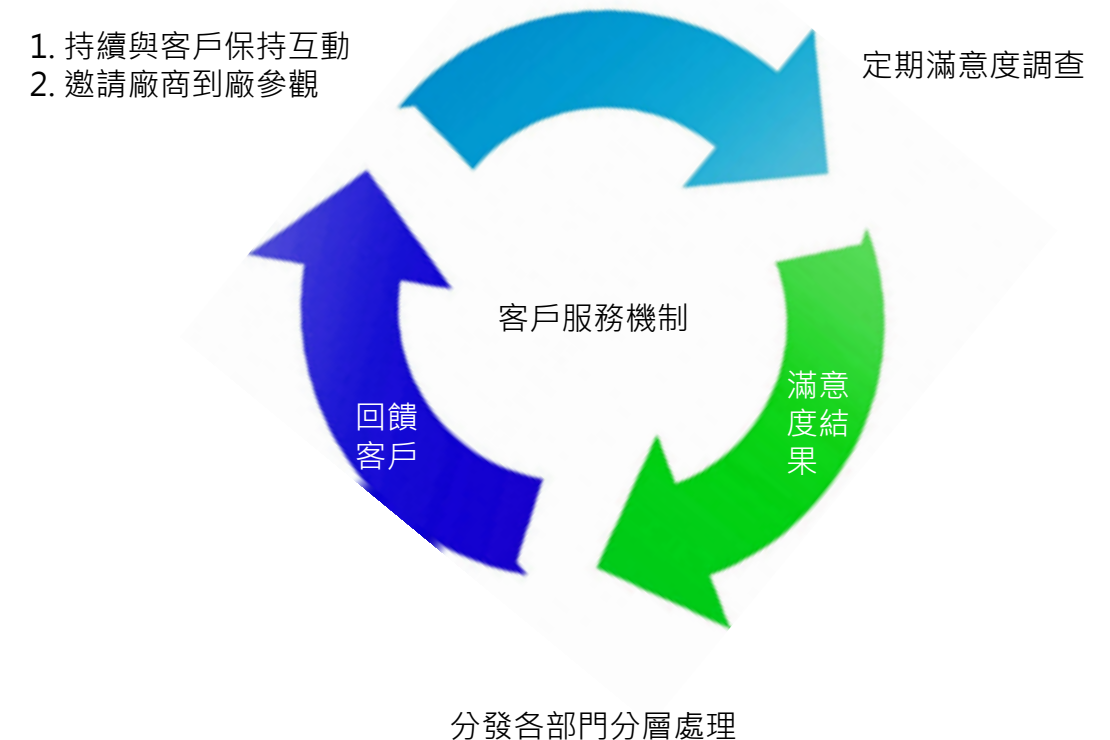 1. 持續與客戶保持互動
2. 邀請廠商到廠參觀
定期滿意度調查
客戶服務機制
滿意
度結
果
回饋
客戶
分發各部門分層處理